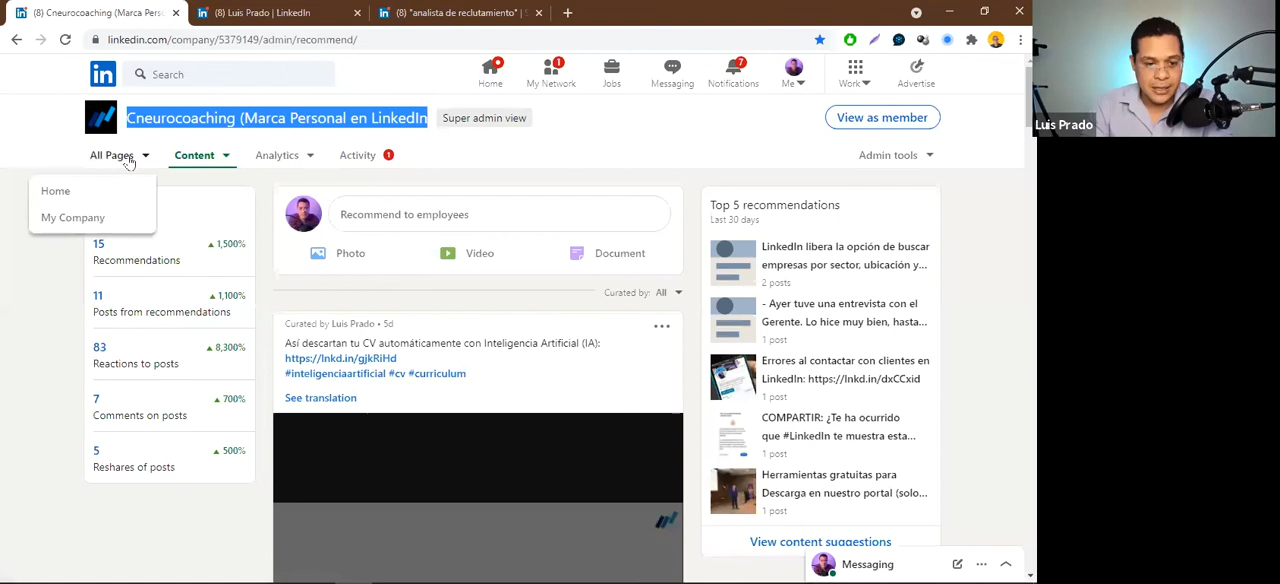 (8) Cneurocoaching (Marca Perso
(8) Luis Prado | LinkedIn
(8) "analista de reclutamiento" | S
linkedin.com/company/5379149/admin/recommend/
in
Search
Home
1
My Network
Jobs
Messaging
7
Notifications
Me
Work
Advertise
Cneurocoaching (Marca Personal en LinkedIn
Super admin view
View as member
All Pages
Content
Analytics
Activity 1
Admin tools
Home
My Company
15
1,500%
Recommendations
11
1,100%
Posts from recommendations
83
8,300%
Reactions to posts
7
700%
Comments on posts
5
500%
Reshares of posts
Recommend to employees
Photo
Video
Document
Curated by: All
Curated by Luis Prado • 5d
Así descartan tu CV automáticamente con Inteligencia Artificial (IA):
https://lnkd.in/gjkRiHd
#inteligenciaartificial #cv #curriculum
See translation
Top 5 recommendations
Last 30 days
LinkedIn libera la opción de buscar
empresas por sector, ubicación y...
2 posts
- Ayer tuve una entrevista con el
Gerente. Lo hice muy bien, hasta...
1 post
Errores al contactar con clientes en
LinkedIn: https://lnkd.in/dxCCxid
1 post
COMPARTIR: ¿Te ha ocurrido
que #LinkedIn te muestra esta...
1 post
Herramientas gratuitas para
Descarga en nuestro portal (solo...
1 post
View content suggestions
Messaging
Luis Prado